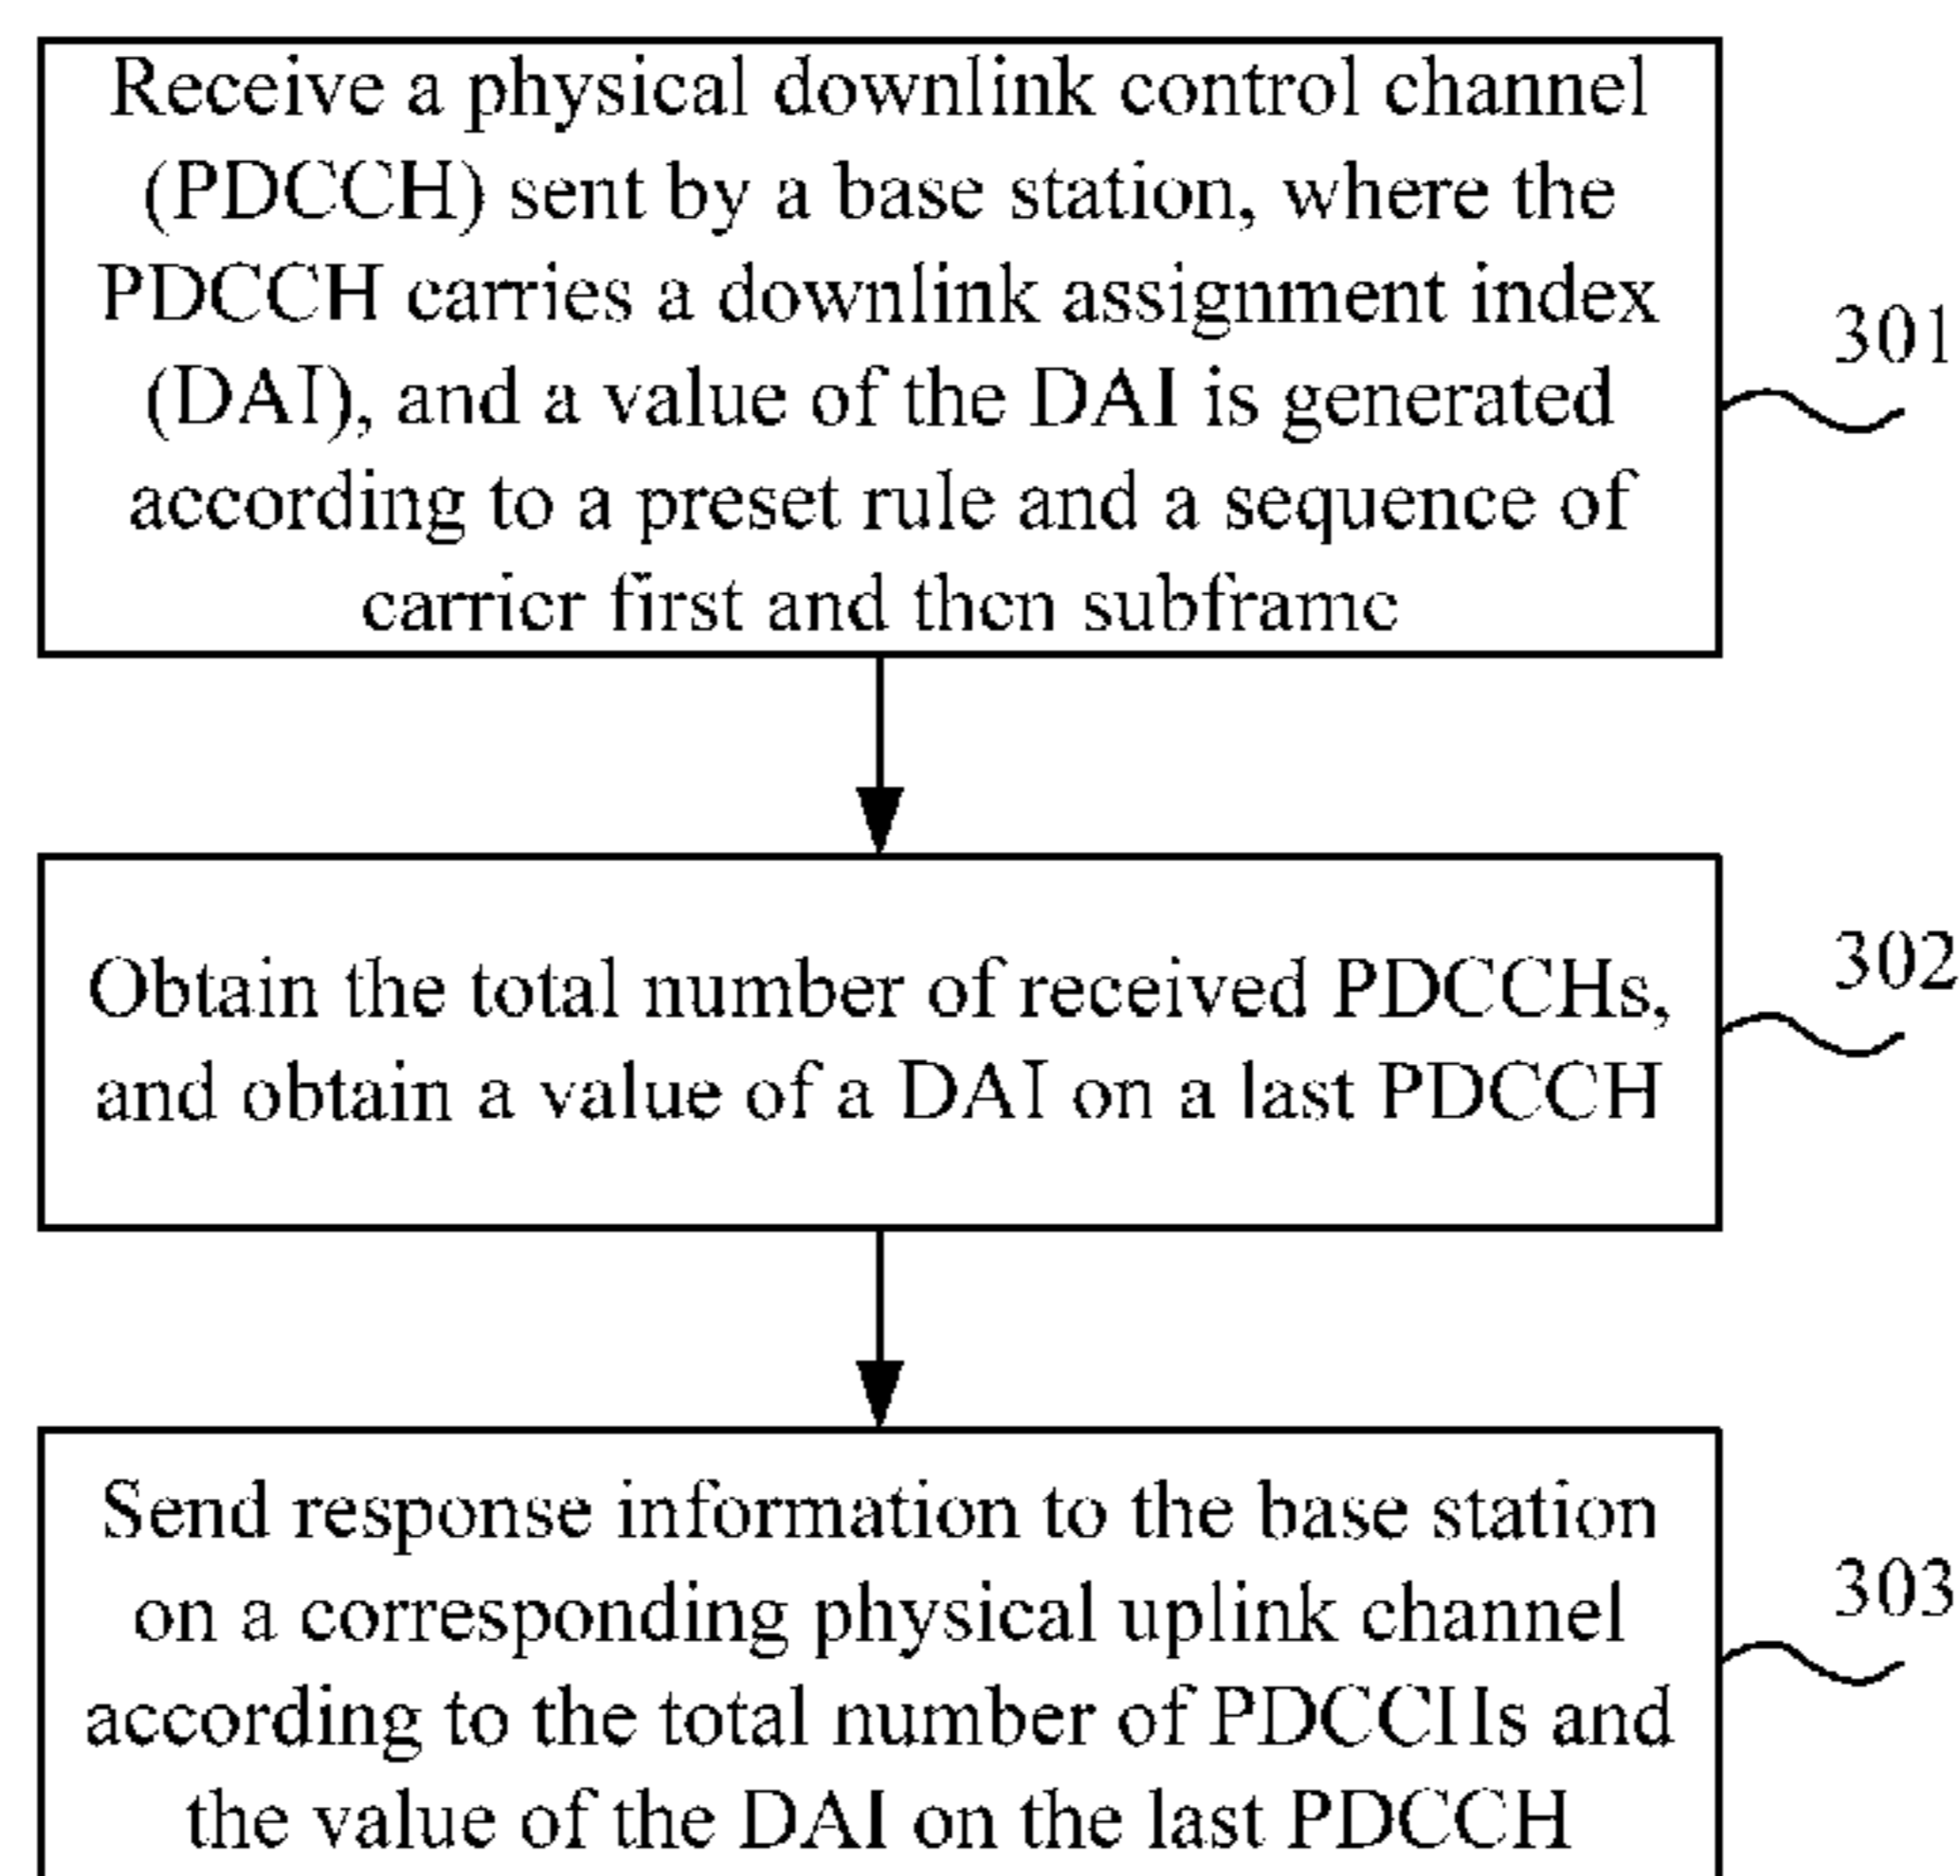 Receive a physical downlink control channel
(PDCCH) sent by a base station, where the
PDCCH carries a downlink assignment index
(DAI), and a value of the DAI is generated
according to a preset rule and a sequence of
carrier first and then subframe
301
Obtain the total number of received PDCCHs,
and obtain a value of a DAI on a last PDCCH
302
Send response information to the base station
on a corresponding physical uplink channel
according to the total number of PDCCHs and
the value of the DAI on the last PDCCH
303